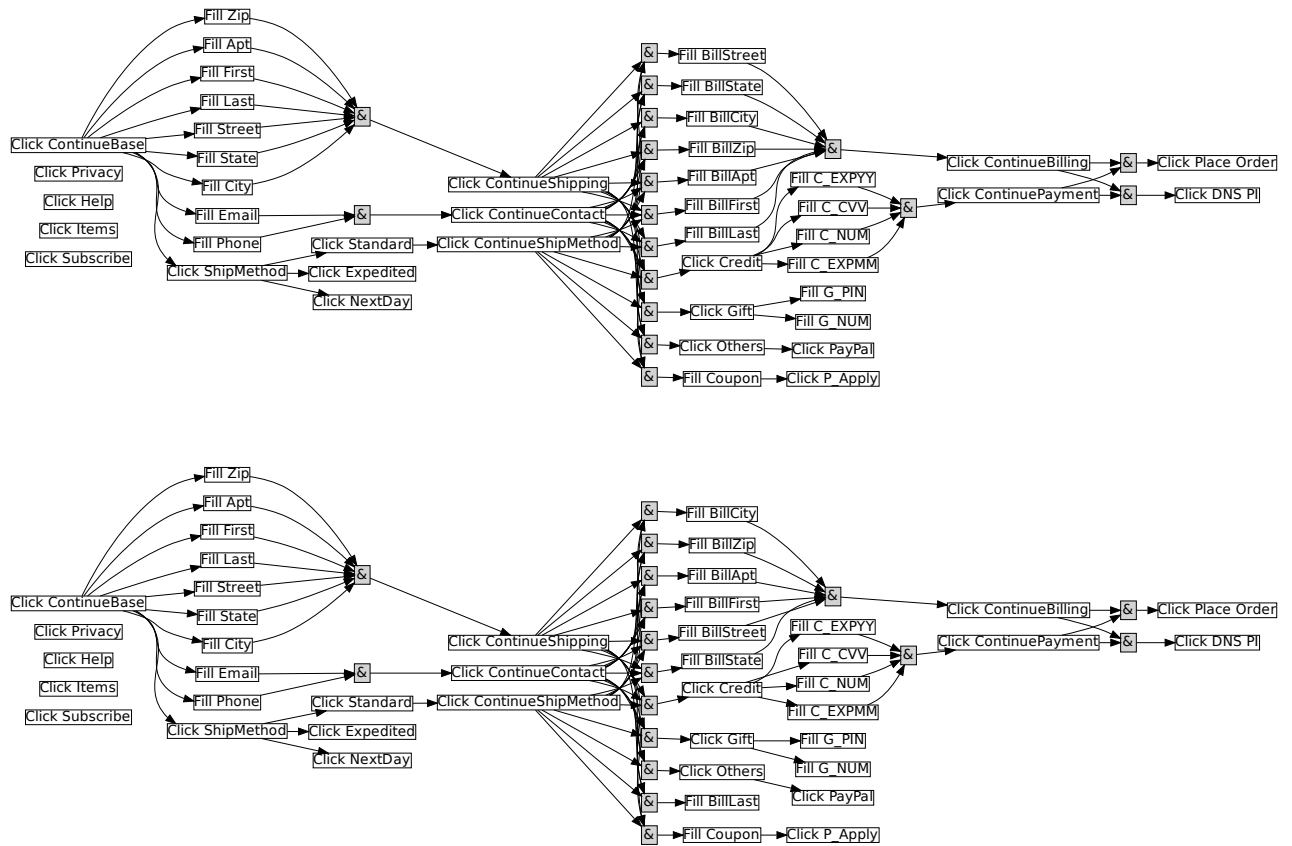 Fill Zip
Fill Apt
Fill First
Fill Last
Fill Street
Fill State
Fill City
Fill Email
Fill Phone
Click ContinueBase
Click Privacy
Click Help
Click Items
Click Subscribe
Click ShipMethod
&
&
Click Standard
Click Expedited
Click NextDay
Click ContinueShipping
Click ContinueContact
Click ContinueShipMethod
&
&
&
&
&
&
&
&
&
&
&
Fill BillStreet
Fill BillState
Fill BillCity
Fill BillZip
Fill BillApt
Fill BillFirst
Fill BillLast
Click Credit
Click Gift
Click Others
Fill Coupon
&
Fill C_EXPYY
Fill C_CVV
Fill C_NUM
Fill C_EXPMM
Fill G_PIN
Fill G_NUM
Click PayPal
Click P_Apply
&
Click ContinueBilling
Click ContinuePayment
&
&
Click Place Order
Click DNS PI
Fill Zip
Fill Apt
Fill First
Fill Last
Fill Street
Fill State
Fill City
Fill Email
Fill Phone
Click ContinueBase
Click Privacy
Click Help
Click Items
Click Subscribe
Click ShipMethod
&
&
Click Standard
Click Expedited
Click NextDay
Click ContinueShipping
Click ContinueContact
Click ContinueShipMethod
&
&
&
&
&
&
&
&
&
&
&
Fill BillCity
Fill BillZip
Fill BillApt
Fill BillFirst
Fill BillStreet
Fill BillState
Click Credit
Click Gift
Click Others
Fill BillLast
Fill Coupon
&
Fill C_EXPYY
Fill C_CVV
Fill C_NUM
Fill C_EXPMM
Fill G_PIN
Fill G_NUM
Click PayPal
Click P_Apply
&
Click ContinueBilling
Click ContinuePayment
&
&
Click Place Order
Click DNS PI